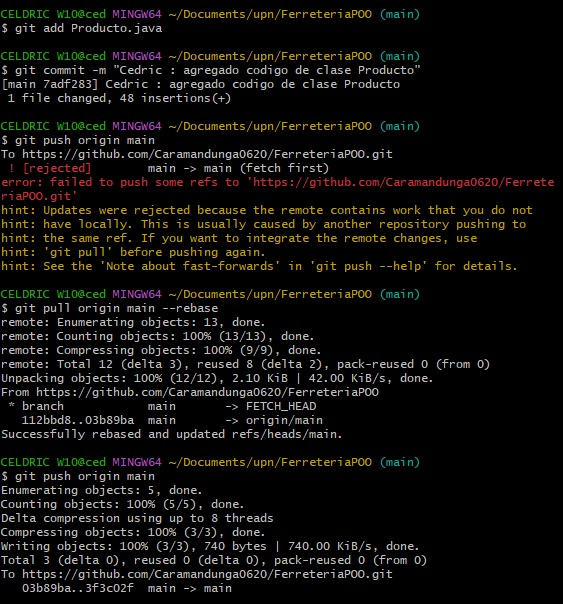 CELDRIC W10@ced MINGW64 ~/Documents/upn/FerreteriaPOO (main)
$ git add Producto.java
CELDRIC W10@ced MINGW64 ~/Documents/upn/FerreteriaPOO (main)
$ git commit -m "Cedric : agregado codigo de clase Producto"
[main 7adf283] Cedric : agregado codigo de clase Producto
 1 file changed, 48 insertions(+)
CELDRIC W10@ced MINGW64 ~/Documents/upn/FerreteriaPOO (main)
$ git push origin main
To https://github.com/Caramandunga0620/FerreteriaPOO.git
 ! [rejected]        main -> main (fetch first)
error: failed to push some refs to 'https://github.com/Caramandunga0620/Ferrete
riaPOO.git'
hint: Updates were rejected because the remote contains work that you do not
hint: have locally. This is usually caused by another repository pushing to
hint: the same ref. If you want to integrate the remote changes, use
hint: 'git pull' before pushing again.
hint: See the 'Note about fast-forwards' in 'git push --help' for details.
CELDRIC W10@ced MINGW64 ~/Documents/upn/FerreteriaPOO (main)
$ git pull origin main --rebase
remote: Enumerating objects: 13, done.
remote: Counting objects: 100% (13/13), done.
remote: Compressing objects: 100% (9/9), done.
remote: Total 12 (delta 3), reused 8 (delta 2), pack-reused 0 (from 0)
Unpacking objects: 100% (12/12), 2.10 KiB | 42.00 KiB/s, done.
From https://github.com/Caramandunga0620/FerreteriaPOO
 * branch            main       -> FETCH_HEAD
   112bbd8..03b89ba  main       -> origin/main
Successfully rebased and updated refs/heads/main.
CELDRIC W10@ced MINGW64 ~/Documents/upn/FerreteriaPOO (main)
$ git push origin main
Enumerating objects: 5, done.
Counting objects: 100% (5/5), done.
Delta compression using up to 8 threads
Compressing objects: 100% (3/3), done.
Writing objects: 100% (3/3), 740 bytes | 740.00 KiB/s, done.
Total 3 (delta 0), reused 0 (delta 0), pack-reused 0 (from 0)
To https://github.com/Caramandunga0620/FerreteriaPOO.git
   03b89ba..3f3c02f  main -> main